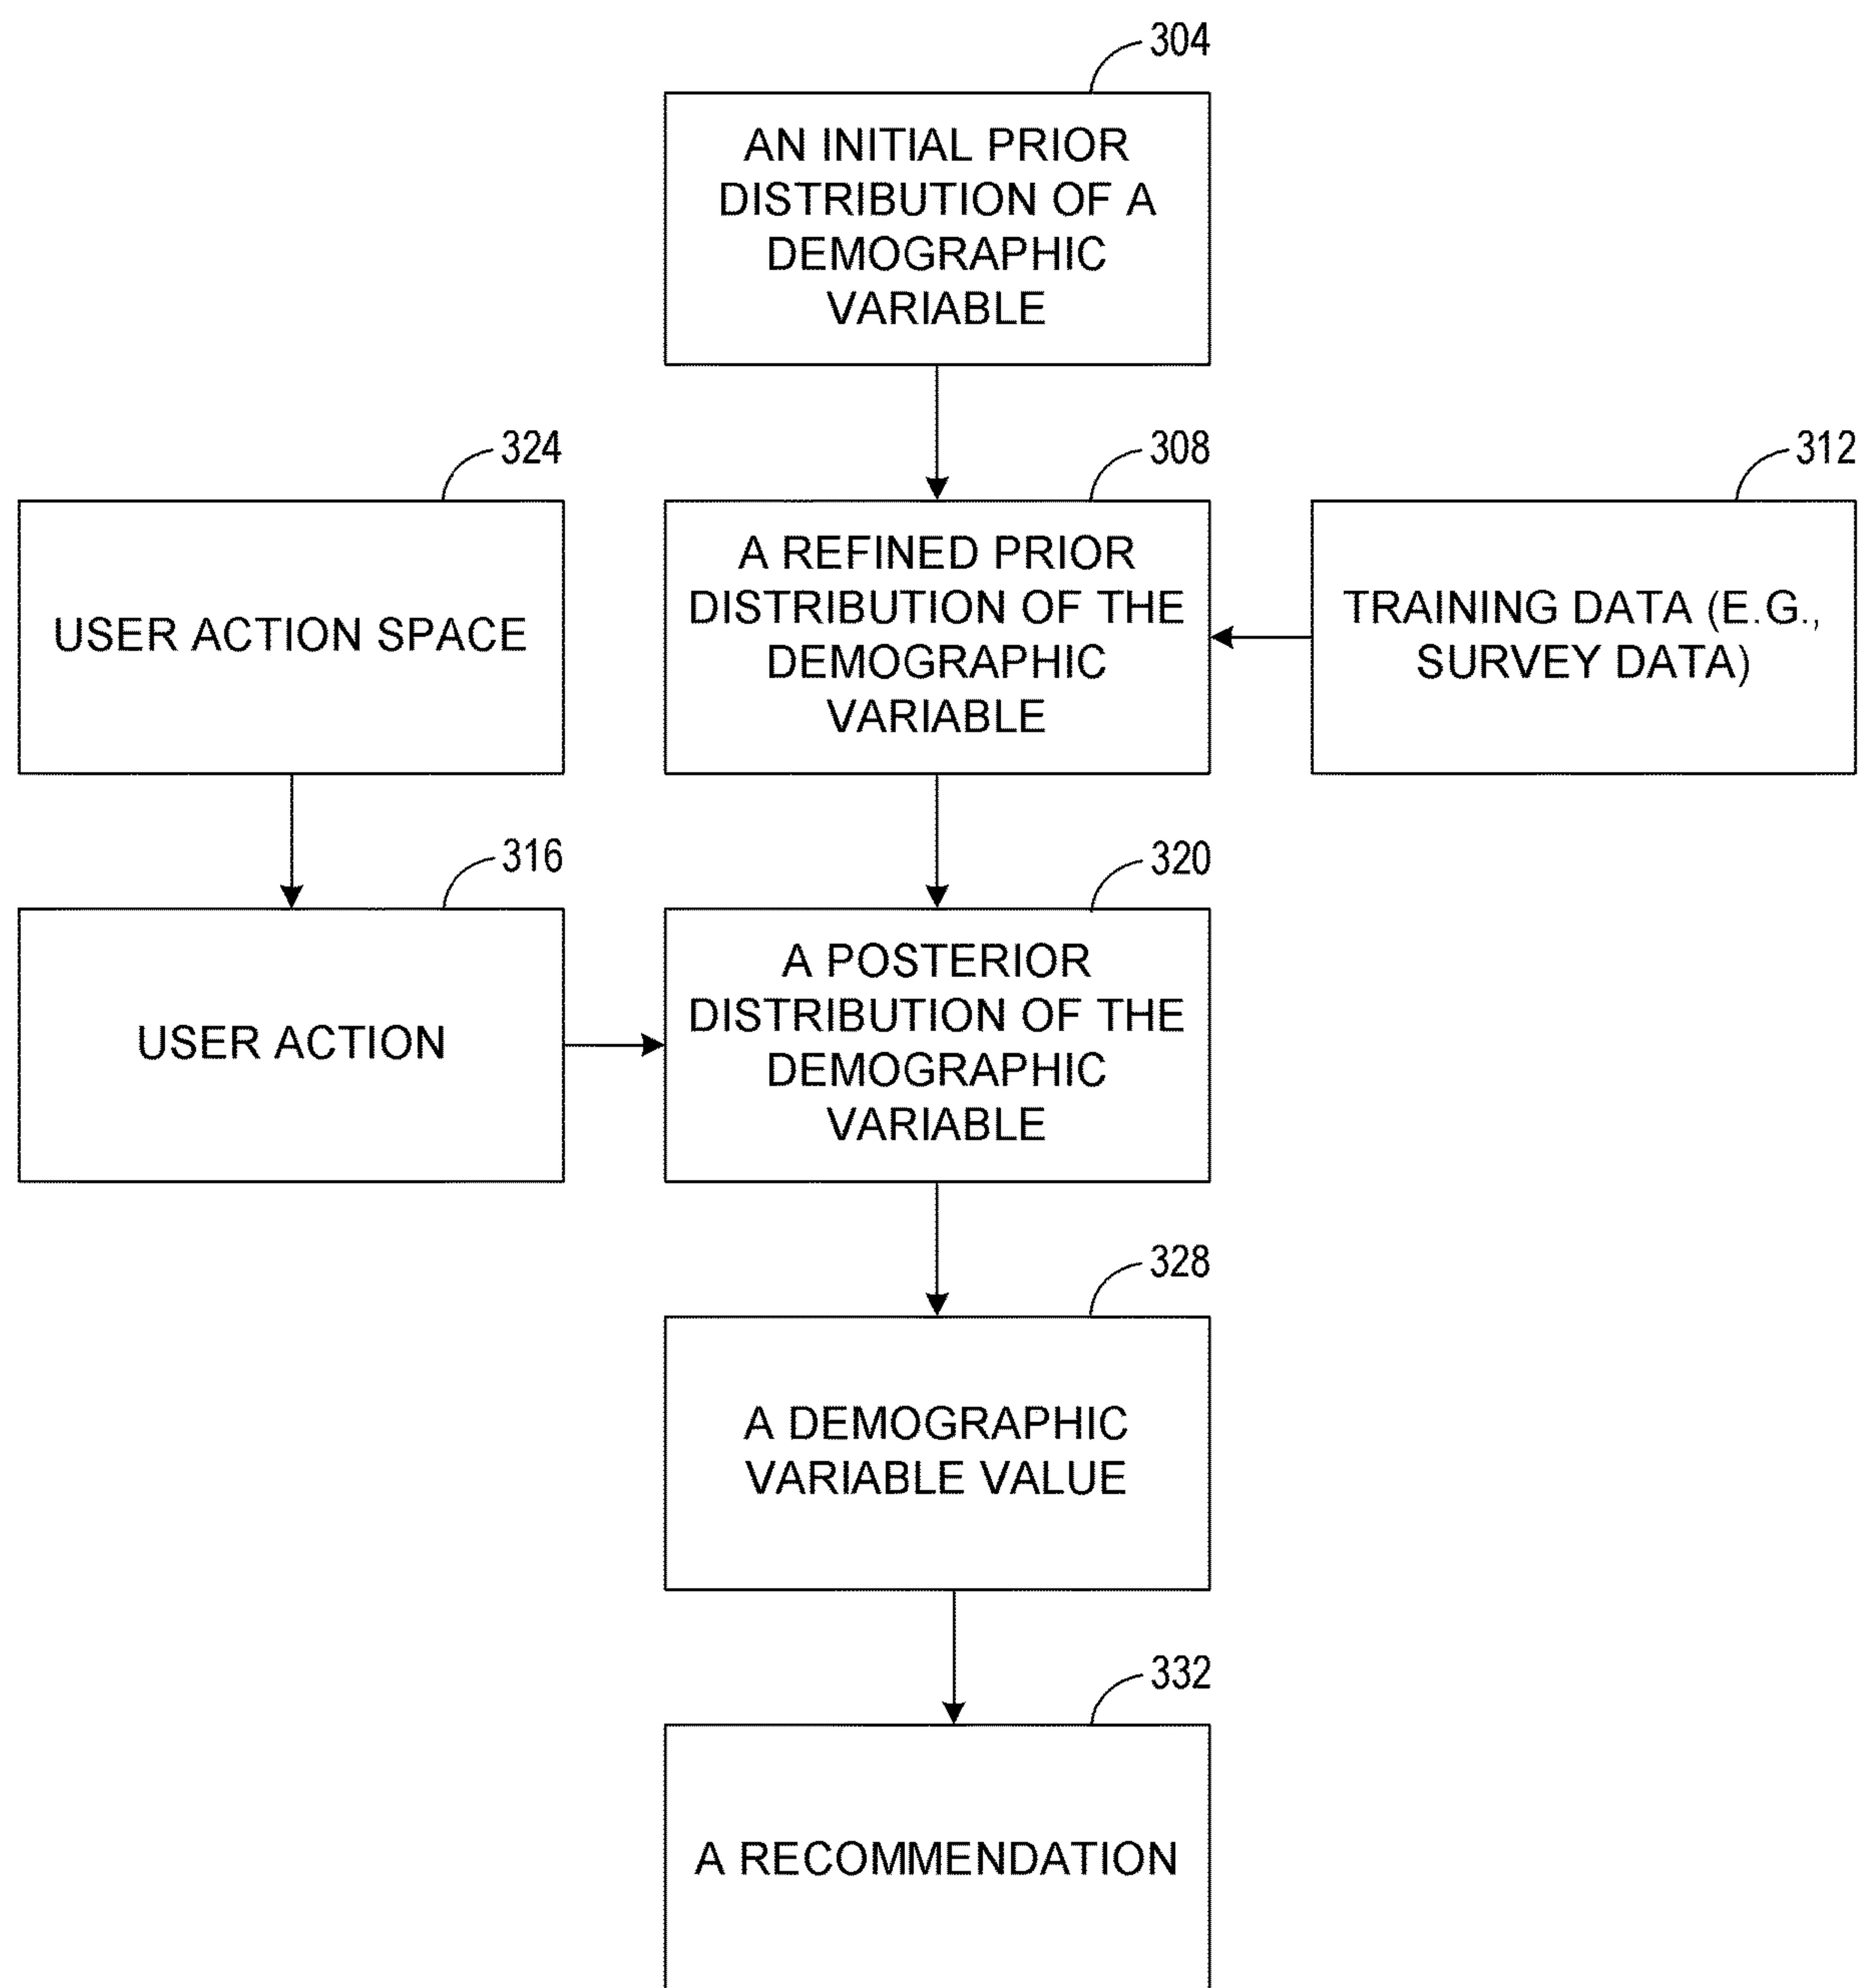 304
AN INITIAL PRIOR
DISTRIBUTION OF A
DEMOGRAPHIC
VARIABLE
324
USER ACTION SPACE
308
A REFINED PRIOR
DISTRIBUTION OF THE
DEMOGRAPHIC
VARIABLE
312
TRAINING DATA (E.G.,
SURVEY DATA)
316
USER ACTION
320
A POSTERIOR
DISTRIBUTION OF THE
DEMOGRAPHIC
VARIABLE
328
A DEMOGRAPHIC
VARIABLE VALUE
332
A RECOMMENDATION